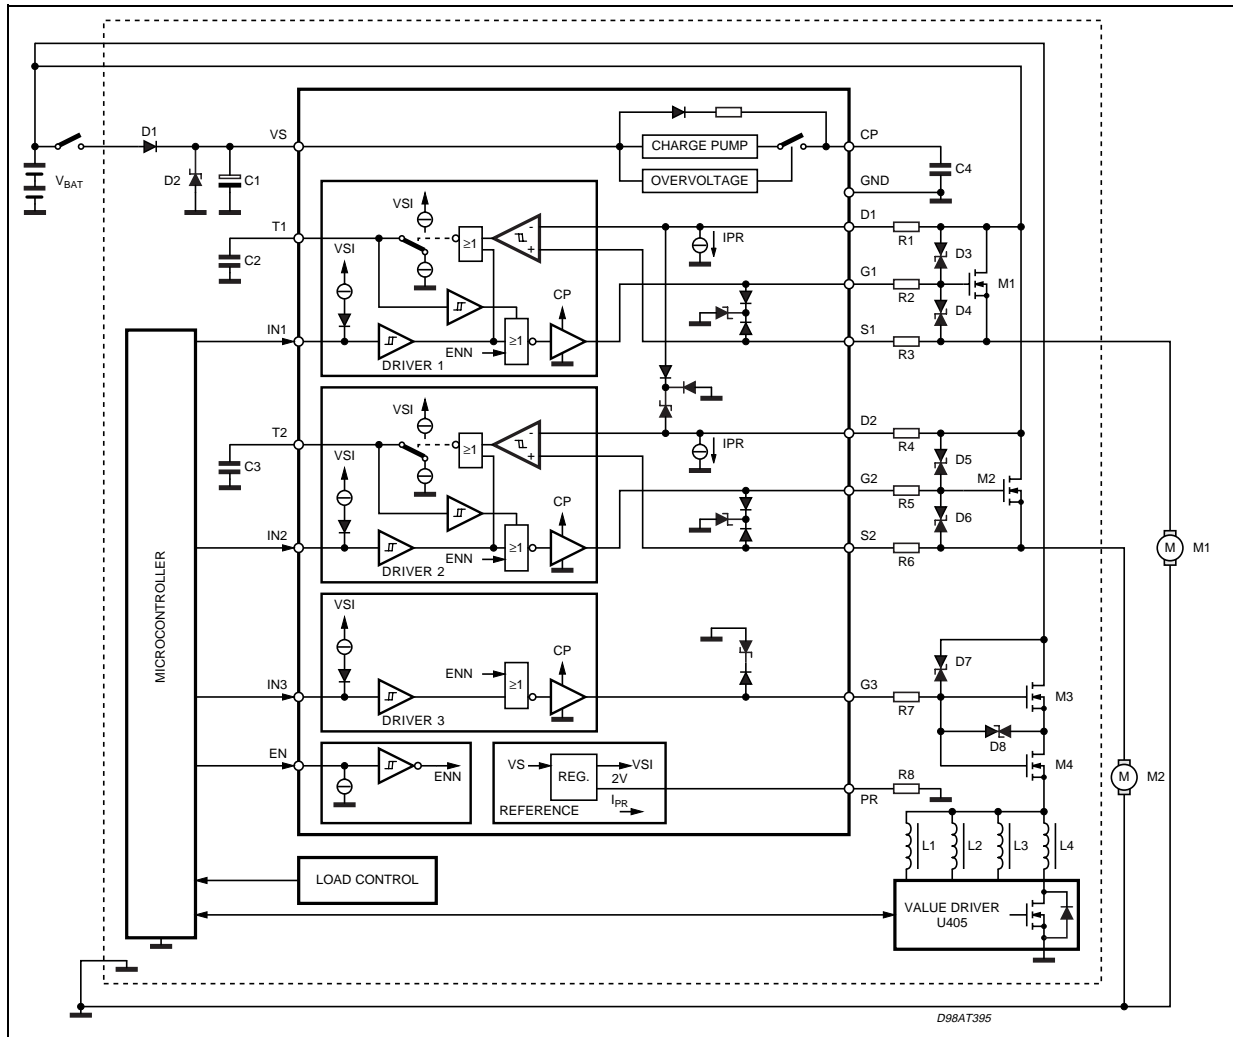 VS
CP
D1
CHARGE PUMP
VBAT
D2
C1
OVERVOLTAGE
C4
GND
VSI
T1
D1
R1
IPR
≥1
-
+
D3
VSI
C2
G1
R2
M1
CP
D4
IN1
≥1
S1
R3
ENN
DRIVER 1
VSI
T2
D2
R4
IPR
≥1
-
+
D5
VSI
C3
M2
G2
R5
CP
D6
IN2
≥1
S2
R6
M
M1
ENN
DRIVER 2
VSI
MICROCONTROLLER
CP
D7
ENN
IN3
≥1
G3
R7
M3
DRIVER 3
D8
EN
ENN
VS
REG.
VSI
2V
IPR
REFERENCE
R8
PR
M4
M
M2
L1
L2
L3
L4
LOAD CONTROL
VALUE DRIVER
U405
D98AT395